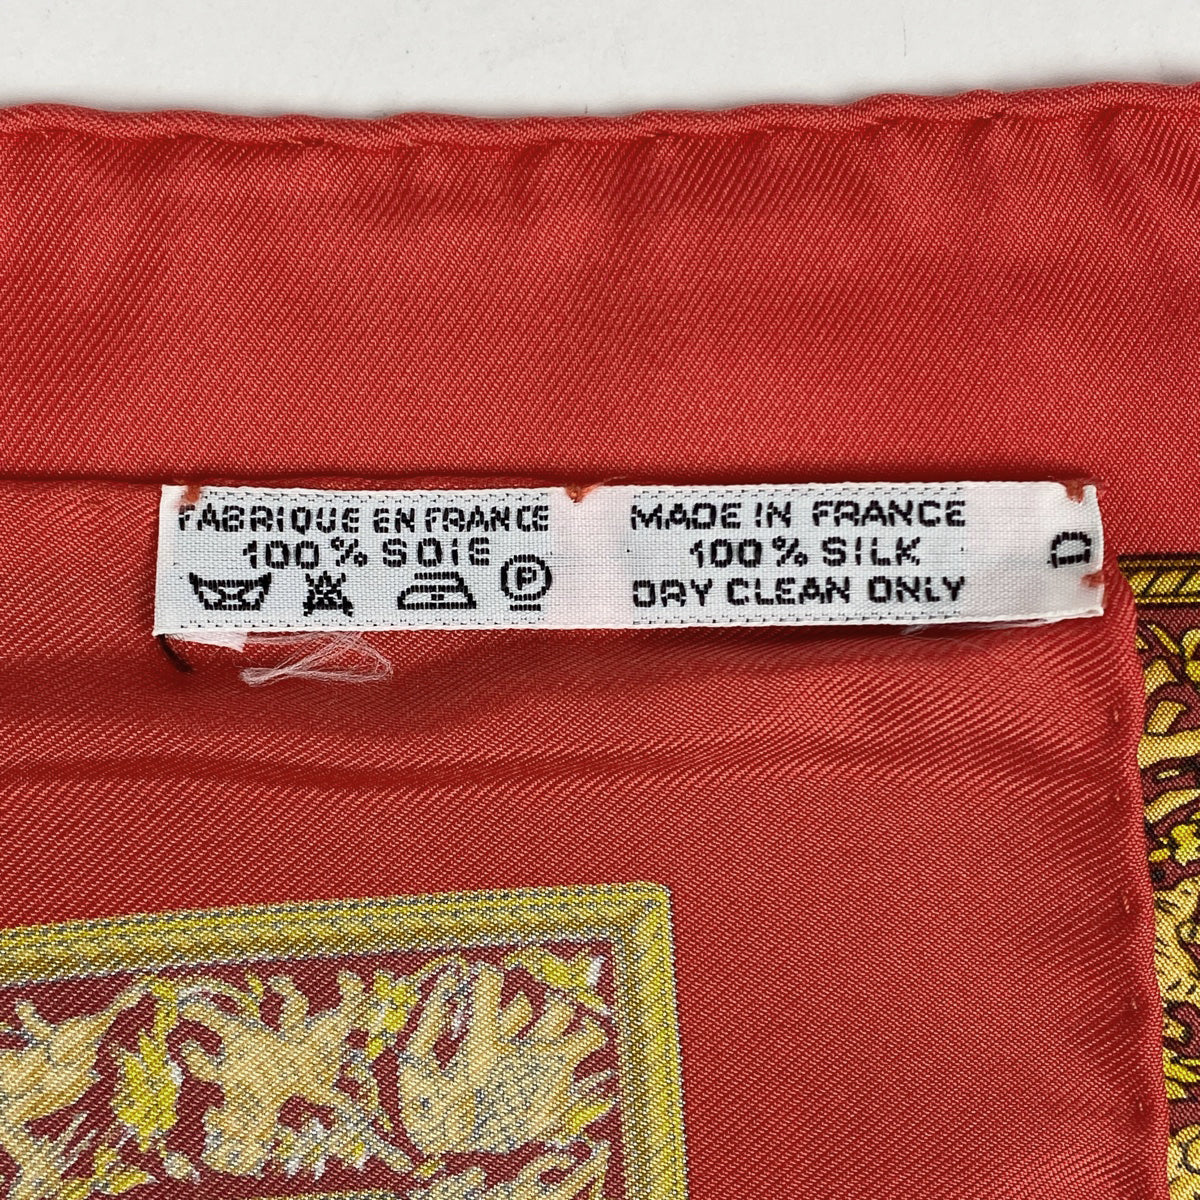 FABRIQUE EN FRANCE
100% SOIE
P
MADE IN FRANCE
100% SILK
DRY CLEAN ONLY
D